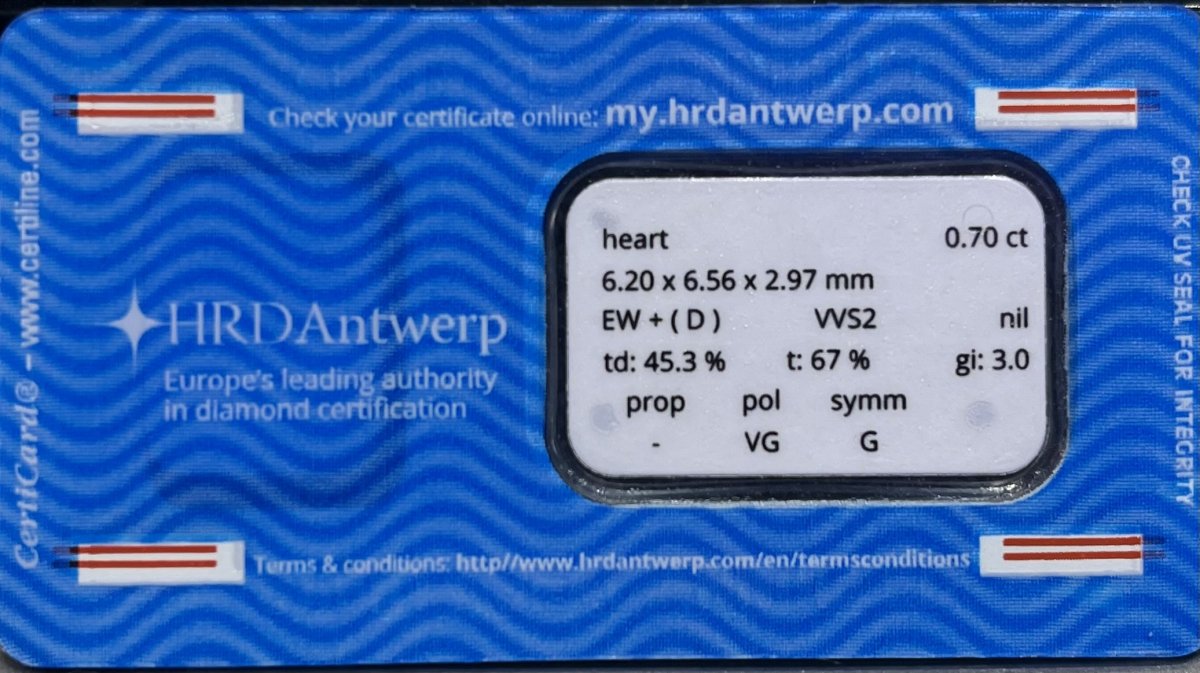 Check your certificate online: my.hrdantwerp.com
CertiCard® - www.certiline.com
HRDAntwerp
Europe's leading authority
in diamond certification
heart 0.70 ct
6.20 x 6.56 x 2.97 mm
EW + ( D ) VVS2 nil
td: 45.3 % t: 67 % gi: 3.0
prop pol symm
- VG G
CHECK UV SEAL FOR INTEGRITY
Terms & conditions: http//www.hrdantwerp.com/en/termsconditions